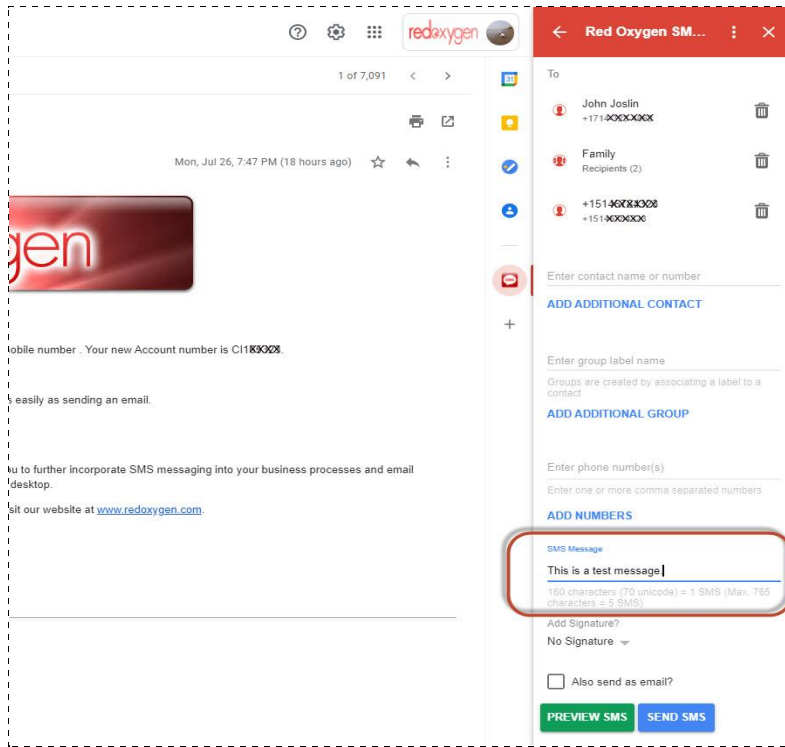 redoxygen
Red Oxygen SM...
1 of 7,091
31
To
John Joslin
+1714
Family
Recipients (2)
Mon, Jul 26, 7:47 PM (18 hours ago)
+1514
+1514
gen
Enter contact name or number
ADD ADDITIONAL CONTACT
obile number . Your new Account number is CI1
Enter group label name
Groups are created by associating a label to a
contact
s easily as sending an email.
ADD ADDITIONAL GROUP
ou to further incorporate SMS messaging into your business processes and email
desktop.
Enter phone number(s)
Enter one or more comma separated numbers
sit our website at www.redoxygen.com.
ADD NUMBERS
SMS Message
This is a test message
160 characters (70 unicode) = 1 SMS (Max. 765
characters = 5 SMS)
Add Signature?
No Signature
Also send as email?
PREVIEW SMS SEND SMS